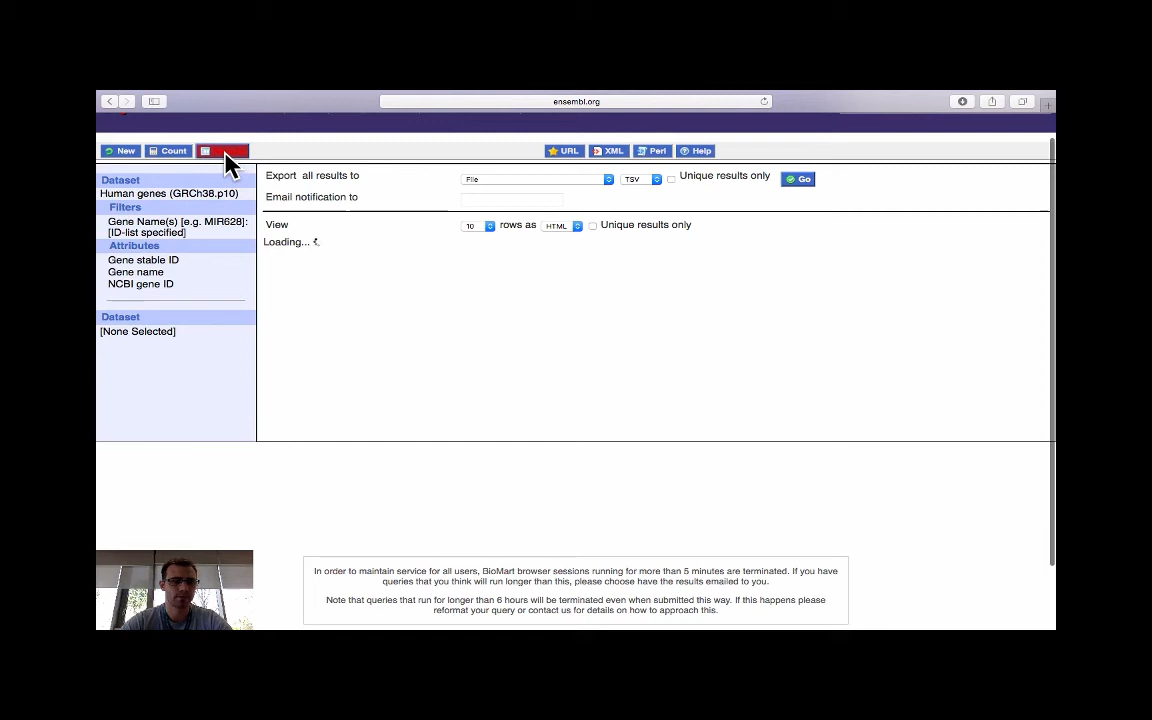 ensembl.org
New Count
URL XML Perl Help
Dataset
Human genes (GRCh38.p10)
Filters
Gene Name(s) [e.g. MIR628]:
[ID-list specified]
Attributes
Gene stable ID
Gene name
NCBI gene ID
Dataset
[None Selected]
Export all results to File TSV Unique results only Go
Email notification to
View 10 rows as HTML Unique results only
Loading...
In order to maintain service for all users, BioMart browser sessions running for more than 5 minutes are terminated. If you have
queries that you think will run longer than this, please choose have the results emailed to you.
Note that queries that run for longer than 6 hours will be terminated even when submitted this way. If this happens please
reformat your query or contact us for details on how to approach this.